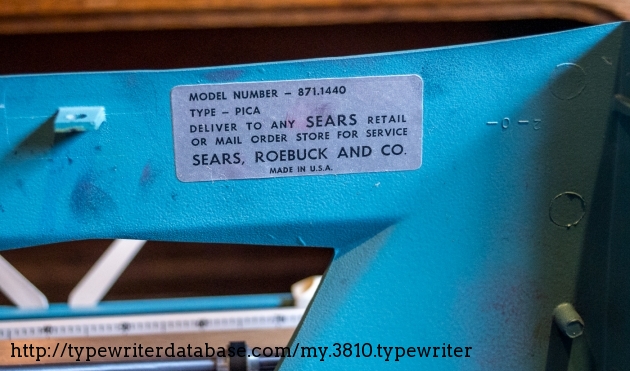 MODEL NUMBER – 871.1440
TYPE – PICA
DELIVER TO ANY SEARS RETAIL
OR MAIL ORDER STORE FOR SERVICE
SEARS, ROEBUCK AND CO.
MADE IN U.S.A.
http://typewriterdatabase.com/my.3810.typewriter